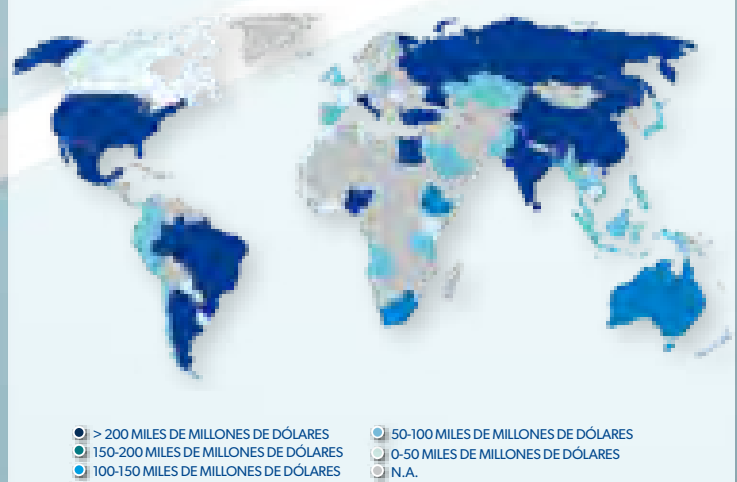 > 200 MILES DE MILLONES DE DÓLARES
150-200 MILES DE MILLONES DE DÓLARES
100-150 MILES DE MILLONES DE DÓLARES
50-100 MILES DE MILLONES DE DÓLARES
0-50 MILES DE MILLONES DE DÓLARES
N.A.